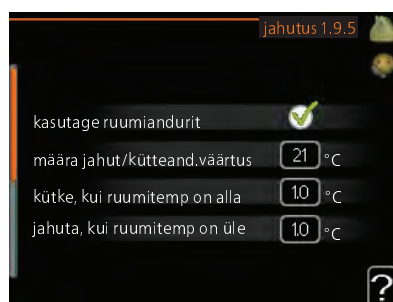 jahutus 1.9.5
kasutage ruumiandurit
määra jahut/kütteand.väärtus 21 °C
kütke, kui ruumitemp on alla 1.0 °C
jahuta, kui ruumitemp on üle 1.0 °C
?